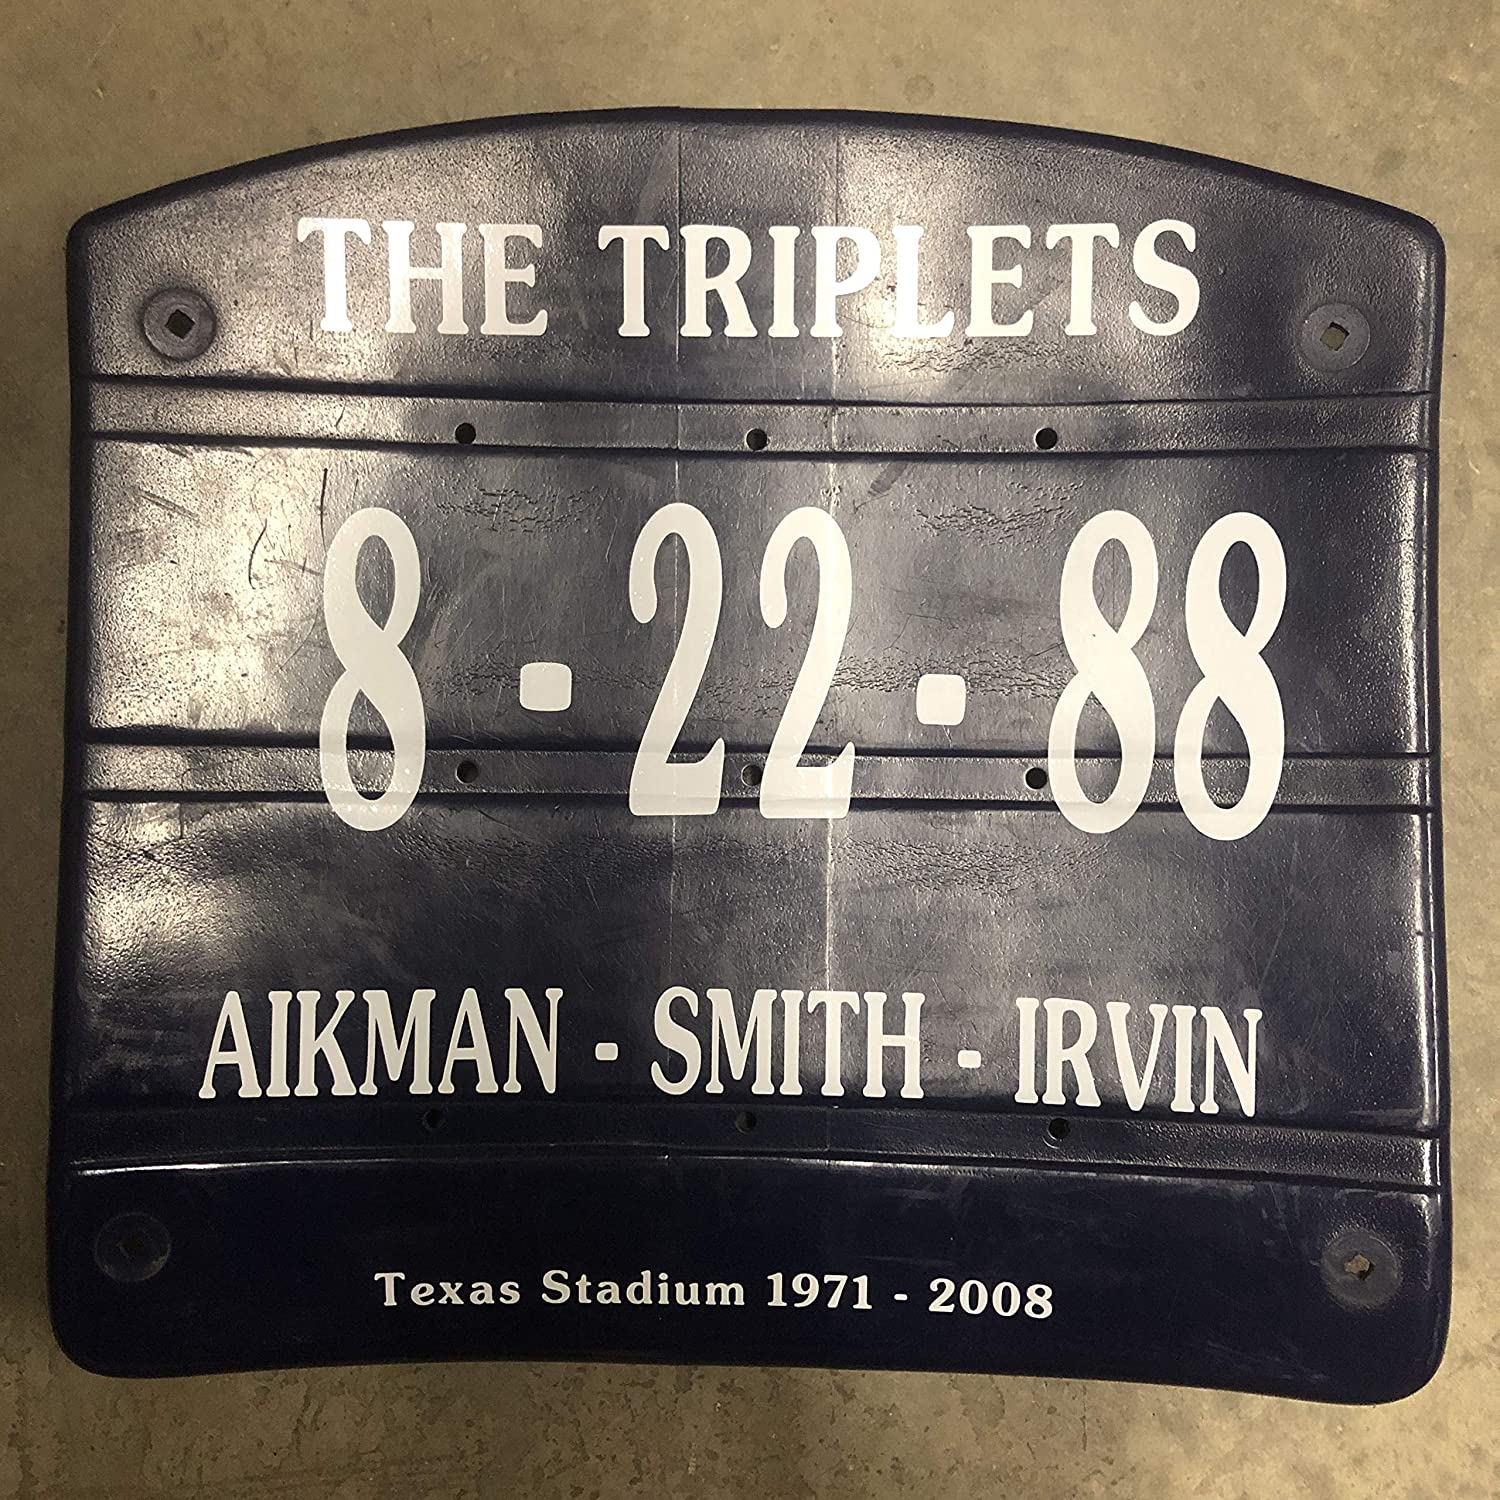 THE TRIPLETS
8 - 22 - 88
AIKMAN - SMITH - IRVIN
Texas Stadium 1971 - 2008